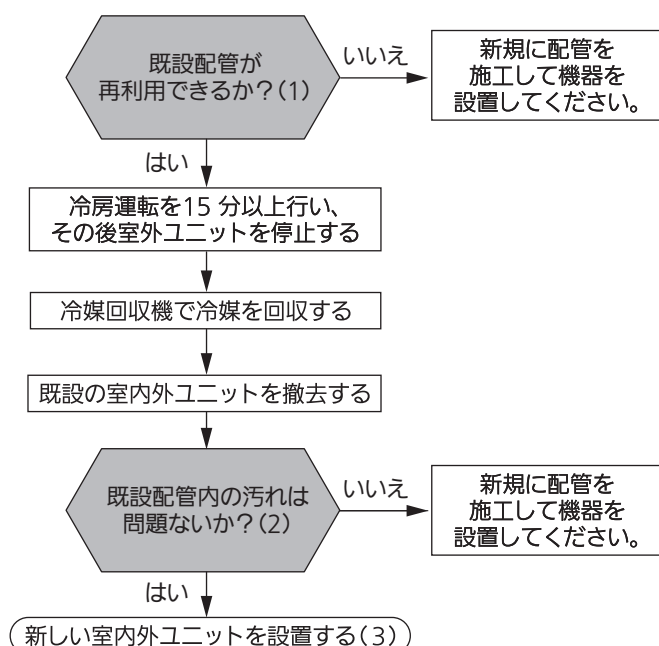 既設配管が
再利用できるか？(1)
いいえ
新規に配管を
施工して機器を
設置してください。
はい
冷房運転を15 分以上行い、
その後室外ユニットを停止する
冷媒回収機で冷媒を回収する
既設の室内外ユニットを撤去する
既設配管内の汚れは
問題ないか？(2)
いいえ
新規に配管を
施工して機器を
設置してください。
はい
新しい室内外ユニットを設置する(3)